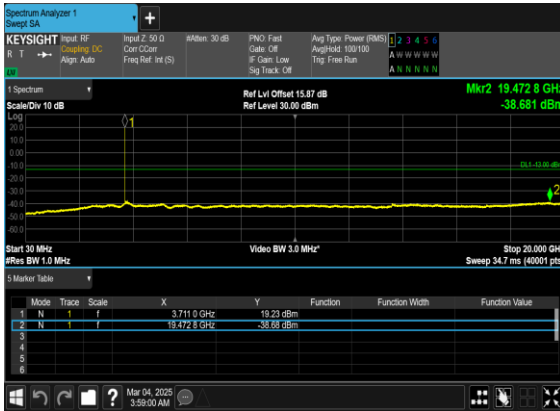 Spectrum Analyzer 1
Swept SA
+
KEYSIGHT Input: RF Input Z: 50 Ω #Atten: 30 dB PNO: Fast Avg Type: Power (RMS) 1 2 3 4 5 6
R T Coupling: DC Corr CCorr Gate: Off Avg|Hold: 100/100 A W W W W W
Align: Auto Freq Ref: Int (S) IF Gain: Low Trig: Free Run
Sig Track: Off A N N N N N
1 Spectrum Ref Lvl Offset 15.87 dB Mkr2 19.472 8 GHz
Scale/Div 10 dB Ref Level 30.00 dBm -38.681 dBm
Log
1
20.0
10.0
0.00
-10.0
DL1 -13.00 dBm
-20.0
-30.0
2
-40.0
-50.0
-60.0
Start 30 MHz Video BW 3.0 MHz* Stop 20.000 GHz
#Res BW 1.0 MHz Sweep 34.7 ms (40001 pts)
5 Marker Table
Mode Trace Scale X Y Function Function Width Function Value
1 N 1 f 3.711 0 GHz 19.23 dBm
2 N 1 f 19.472 8 GHz -38.68 dBm
3
4
5
6
? Mar 04, 2025
3:59:00 AM